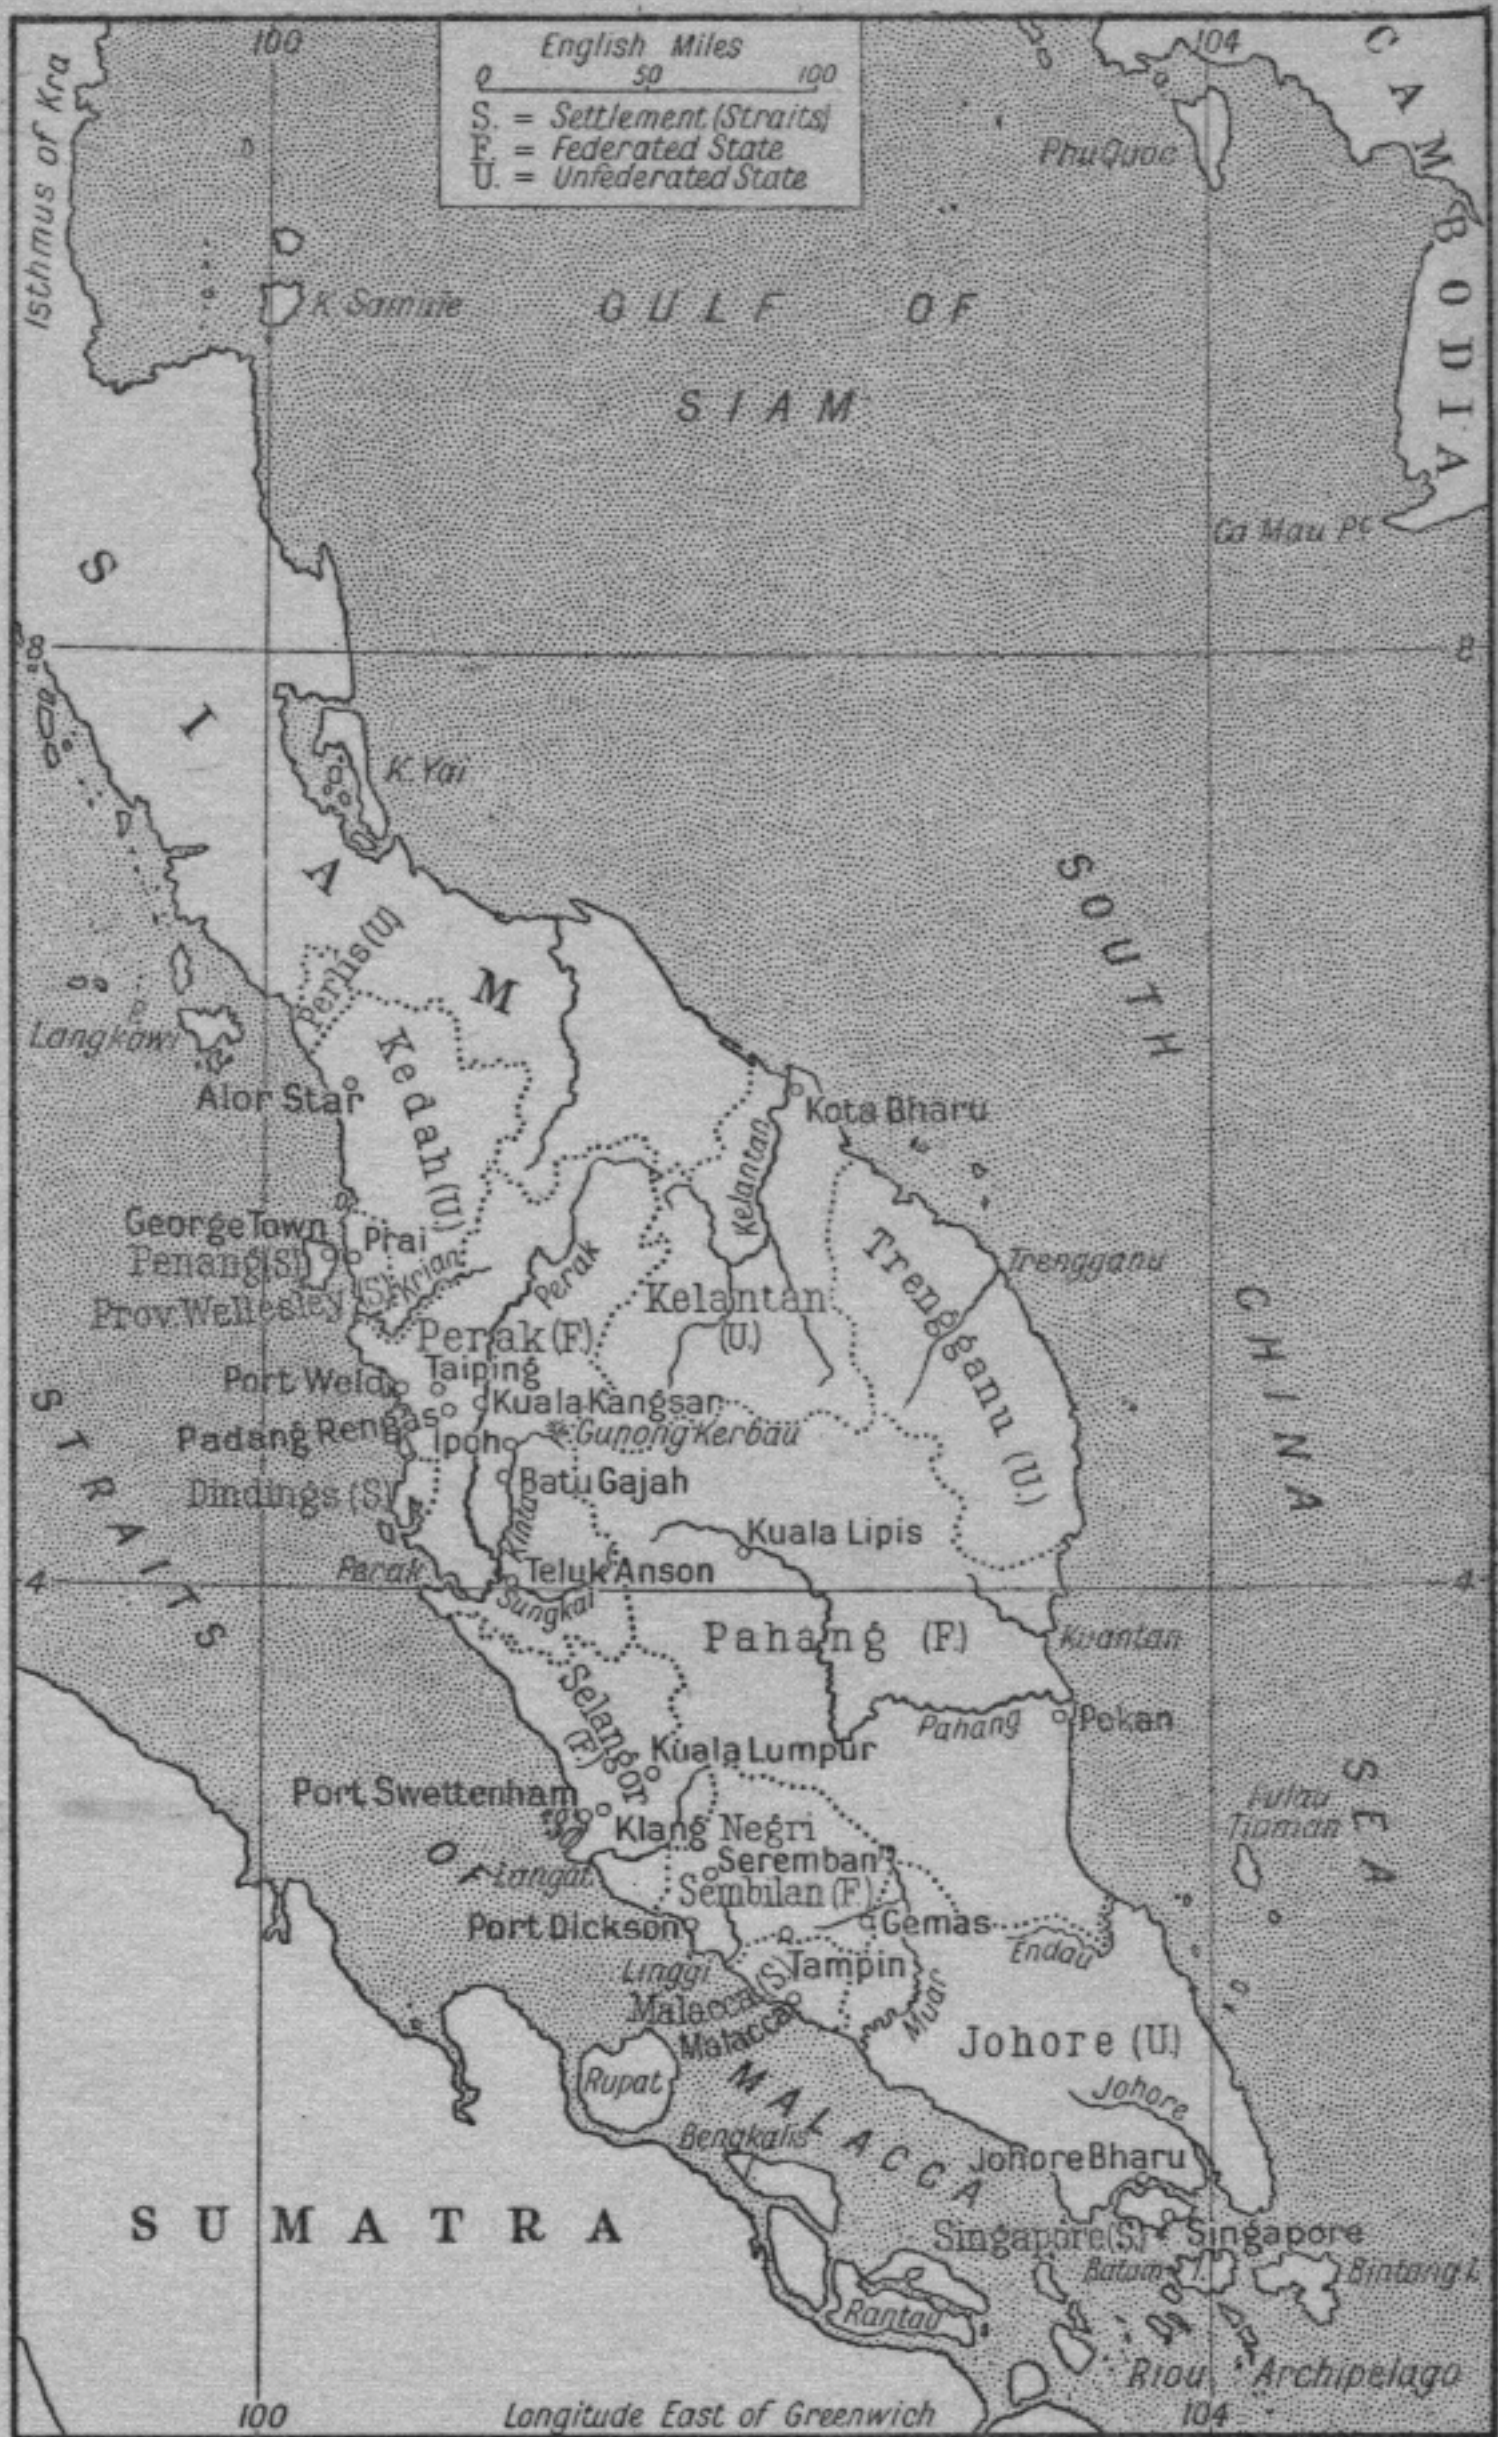 100
English Miles
0 50 100
S. = Settlement (Straits)
F. = Federated State
U. = Unfederated State
104
CAMBODIA
Isthmus of Kra
Phu Quoc
K Samuie
GULF OF
SIAM
Ca Mau Pt
SIAM
8
8
K. Yai
SOUTH
CHINA
SEA
Perlis (U)
Langkawi
Kedah (U.)
Alor Star
Kota Bharu
Kelantan
George Town
Prai
Penang (S)
Prov Wellesley (S)
Krian
Perak
Kelantan
(U.)
Trengganu (U.)
Trengganu
Perak (F.)
Taiping
Port Weld
Kuala Kangsar
Padang Rengas
Ipoh
Gunong Kerbau
Dindings (S)
Batu Gajah
Kinta
Kuala Lipis
Perak
Teluk Anson
4
4
Sungkai
STRAITS
OF
MALACCA
Pahang (F.)
Kuantan
Selangor
(F.)
Pahang
Pekan
Kuala Lumpur
Port Swettenham
Klang
Negri
Pulau
Tioman
Langat
Seremban
Sembilan (F.)
Port Dickson
Gemas
Endau
Linggi
Tampin
Malacca (S.)
Malacca
Muar
Johore (U.)
Rupat
Johore
Bengkalis
Johore Bharu
SUMATRA
Singapore (S.)
Singapore
Batam I.
Bintang I.
Rantau
Riou Archipelago
100
Longitude East of Greenwich
104